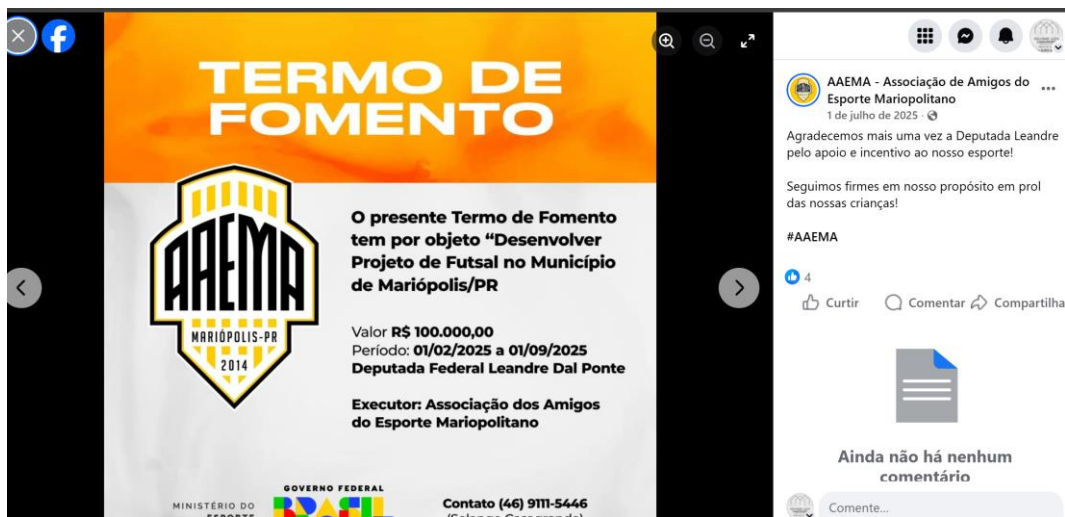 TERMO DE
FOMENTO
AAEMA
MARIÓPOLIS-PR
2014
O presente Termo de Fomento
tem por objeto “Desenvolver
Projeto de Futsal no Município
de Mariópolis/PR
Valor R$ 100.000,00
Período: 01/02/2025 a 01/09/2025
Deputada Federal Leandre Dal Ponte
Executor: Associação dos Amigos
do Esporte Mariopolitano
MINISTÉRIO DO
ESPORTE
GOVERNO FEDERAL
BRASIL
Contato (46) 9111-5446
(Solange Casagrande)
AAEMA - Associação de Amigos do
Esporte Mariopolitano
1 de julho de 2025
Agradecemos mais uma vez a Deputada Leandre
pelo apoio e incentivo ao nosso esporte!
Seguimos firmes em nosso propósito em prol
das nossas crianças!
#AAEMA
4
Curtir Comentar Compartilha
Ainda não há nenhum
comentário
Comente...